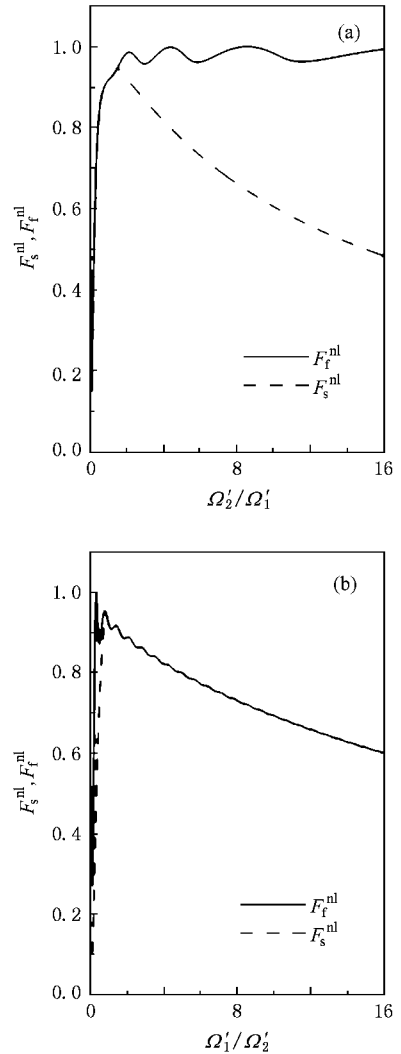 (a)
1.0
0.8
0.6
0.4
0.2
0.0
F_s^nl, F_f^nl
F_f^nl
F_s^nl
0 8 16
Ω′_2/Ω′_1
(b)
1.0
0.8
0.6
0.4
0.2
0.0
F_s^nl, F_f^nl
F_f^nl
F_s^nl
0 8 16
Ω′_1/Ω′_2